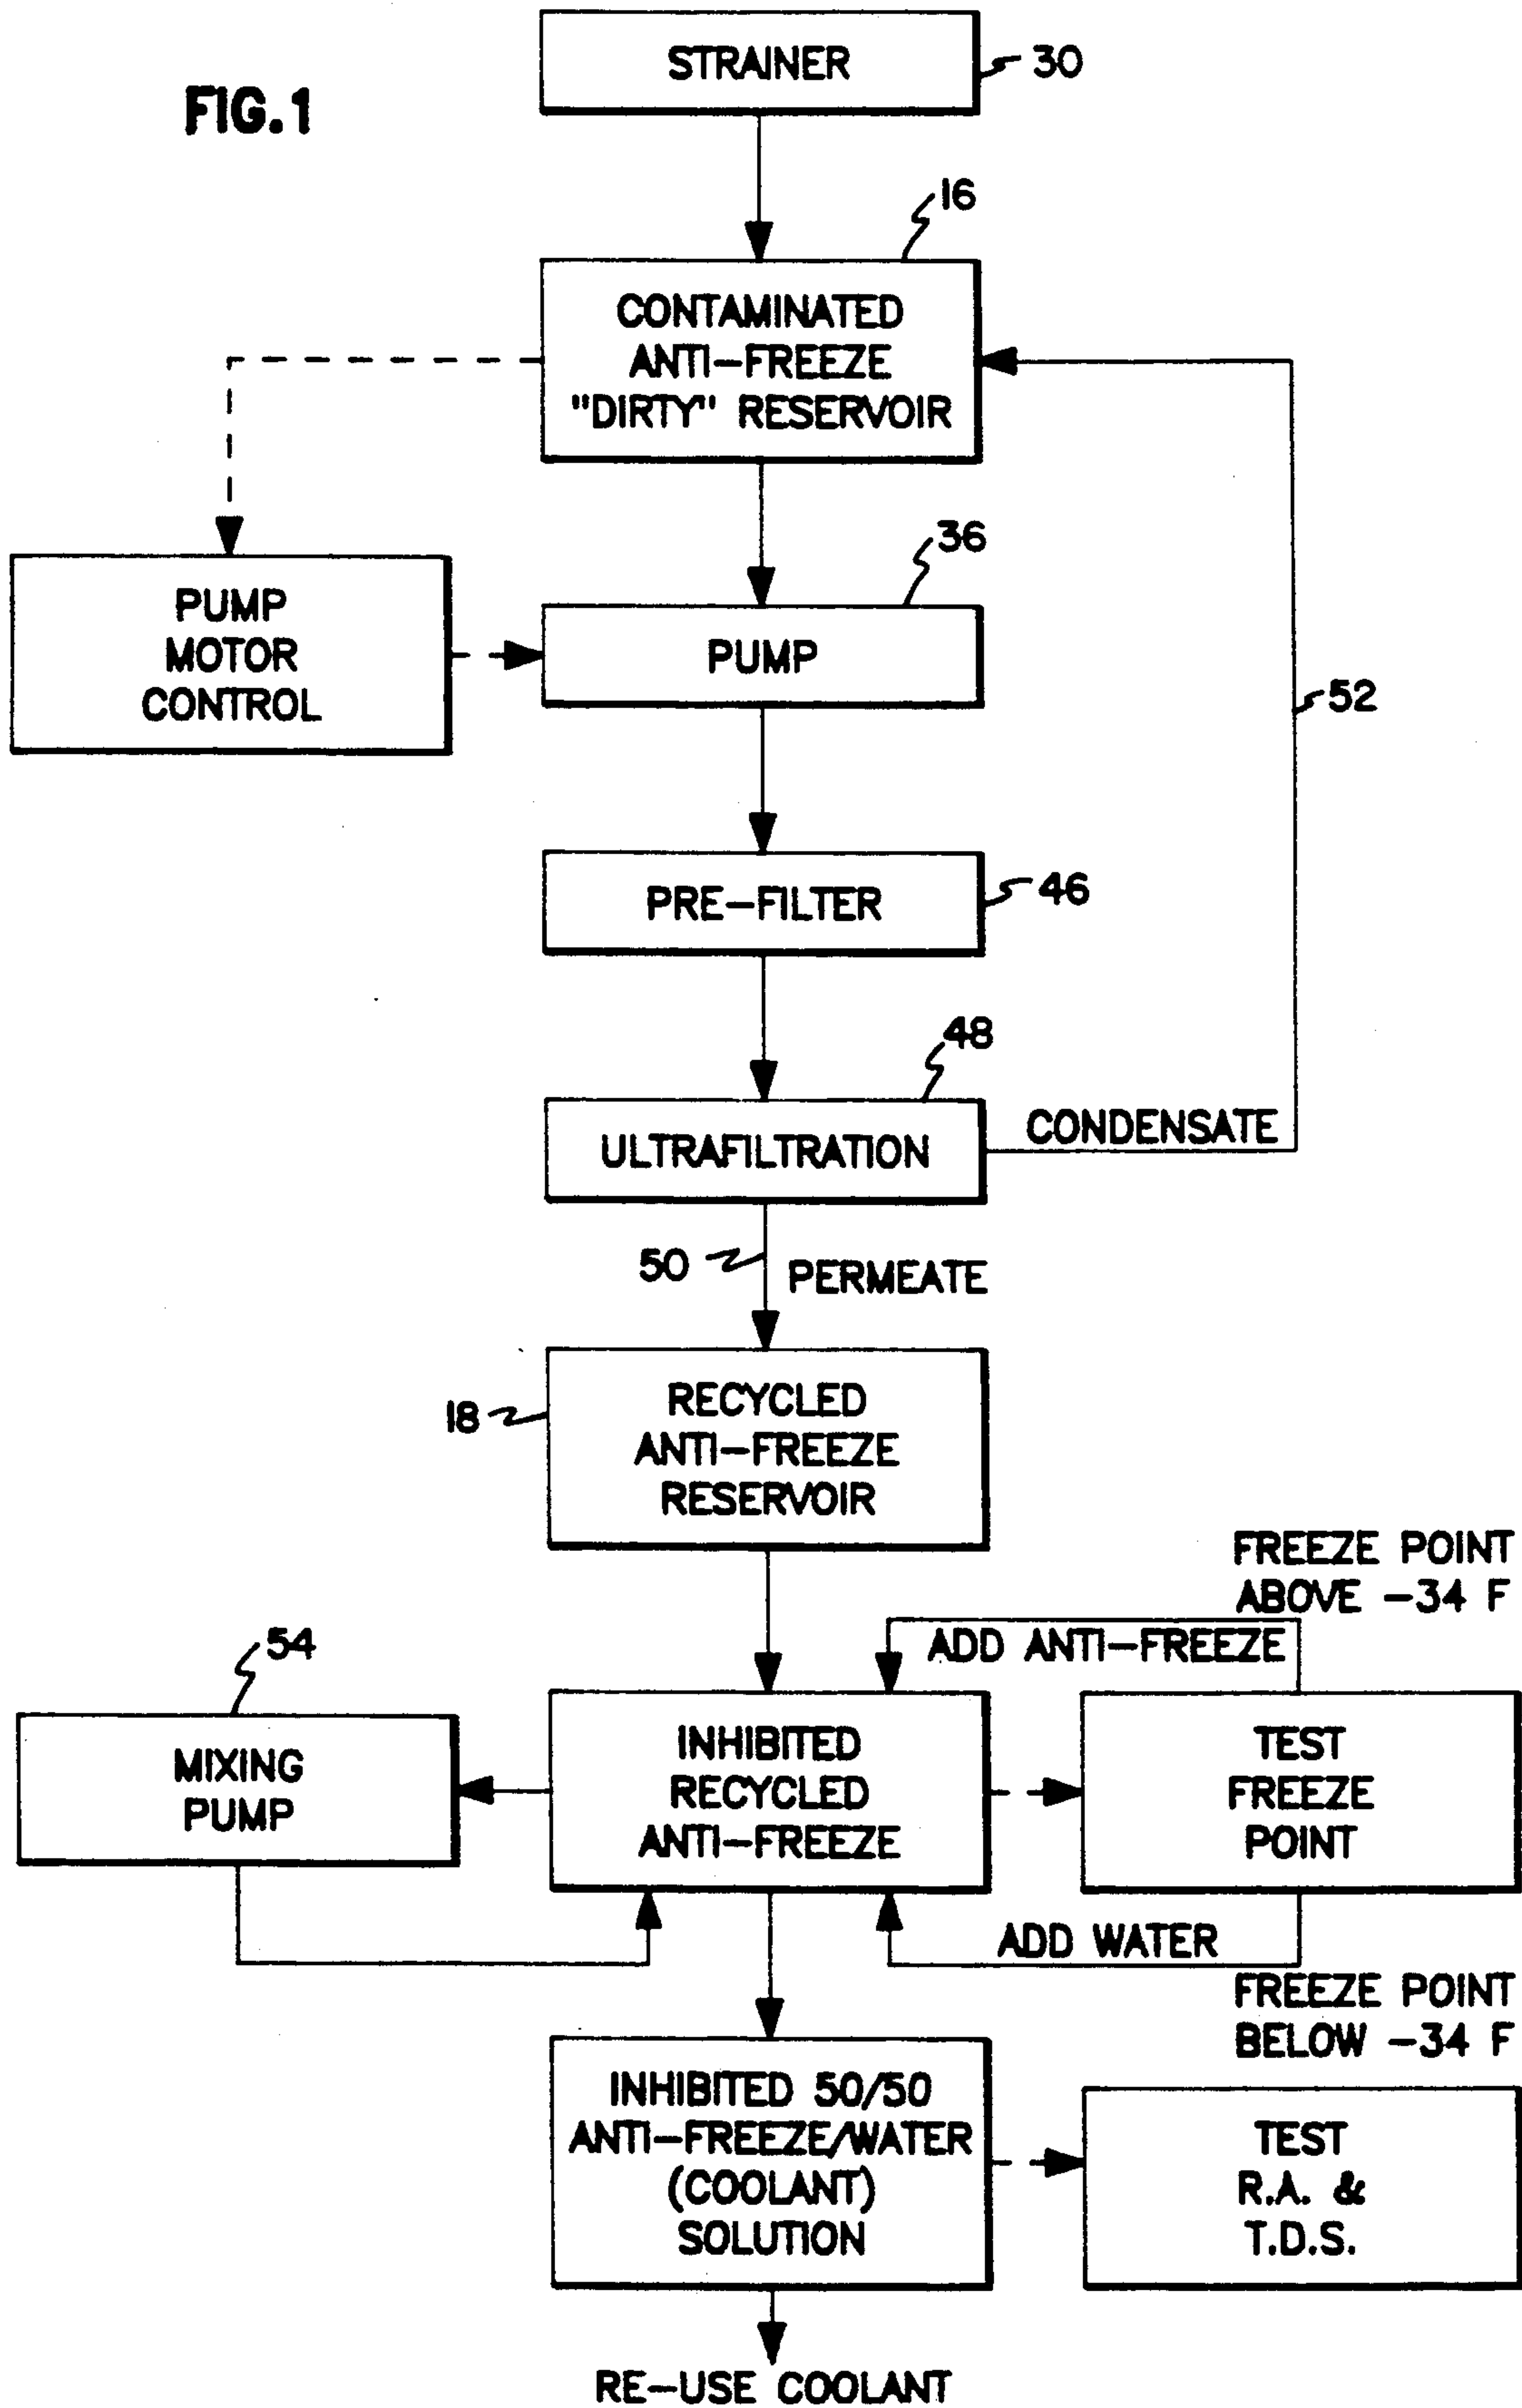 FIG.1
STRAINER
30
16
CONTAMINATED
ANTI-FREEZE
"DIRTY" RESERVOIR
36
PUMP
MOTOR
CONTROL
PUMP
52
PRE-FILTER
46
48
ULTRAFILTRATION
CONDENSATE
50
PERMEATE
18
RECYCLED
ANTI-FREEZE
RESERVOIR
FREEZE POINT
ABOVE -34 F
ADD ANTI-FREEZE
54
MIXING
PUMP
INHIBITED
RECYCLED
ANTI-FREEZE
TEST
FREEZE
POINT
ADD WATER
FREEZE POINT
BELOW -34 F
INHIBITED 50/50
ANTI-FREEZE/WATER
(COOLANT)
SOLUTION
TEST
R.A. &
T.D.S.
RE-USE COOLANT